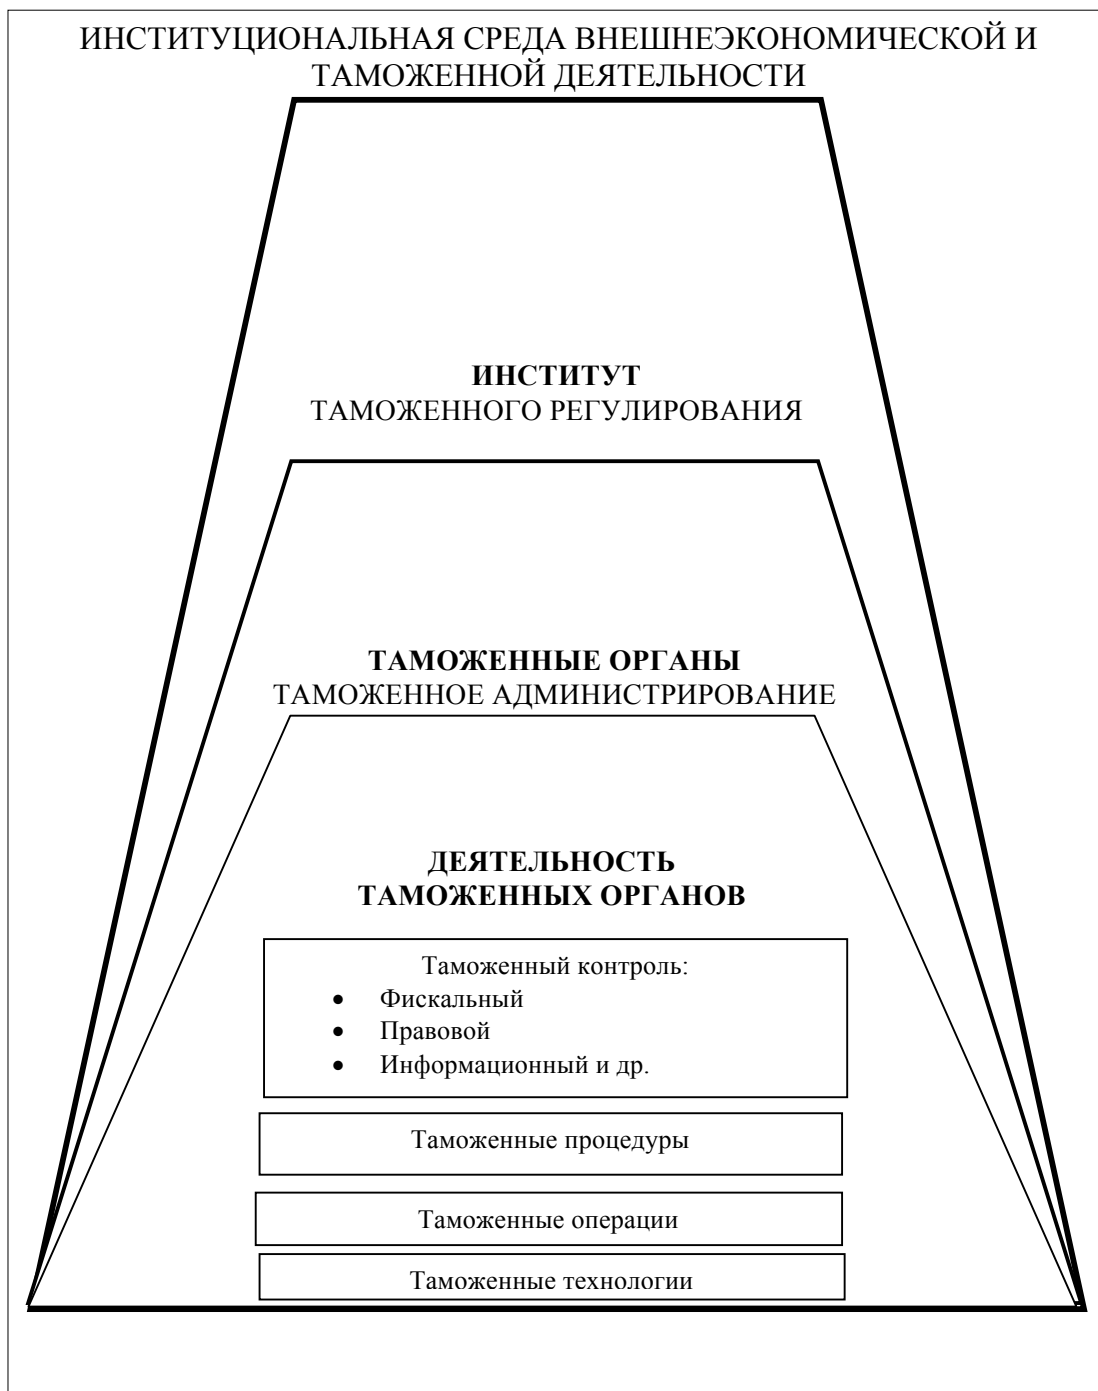 ИНСТИТУЦИОНАЛЬНАЯ СРЕДА ВНЕШНЕЭКОНОМИЧЕСКОЙ И
ТАМОЖЕННОЙ ДЕЯТЕЛЬНОСТИ
ИНСТИТУТ
ТАМОЖЕННОГО РЕГУЛИРОВАНИЯ
ТАМОЖЕННЫЕ ОРГАНЫ
ТАМОЖЕННОЕ АДМИНИСТРИРОВАНИЕ
ДЕЯТЕЛЬНОСТЬ
ТАМОЖЕННЫХ ОРГАНОВ
Таможенный контроль:
• Фискальный
• Правовой
• Информационный и др.
Таможенные процедуры
Таможенные операции
Таможенные технологии